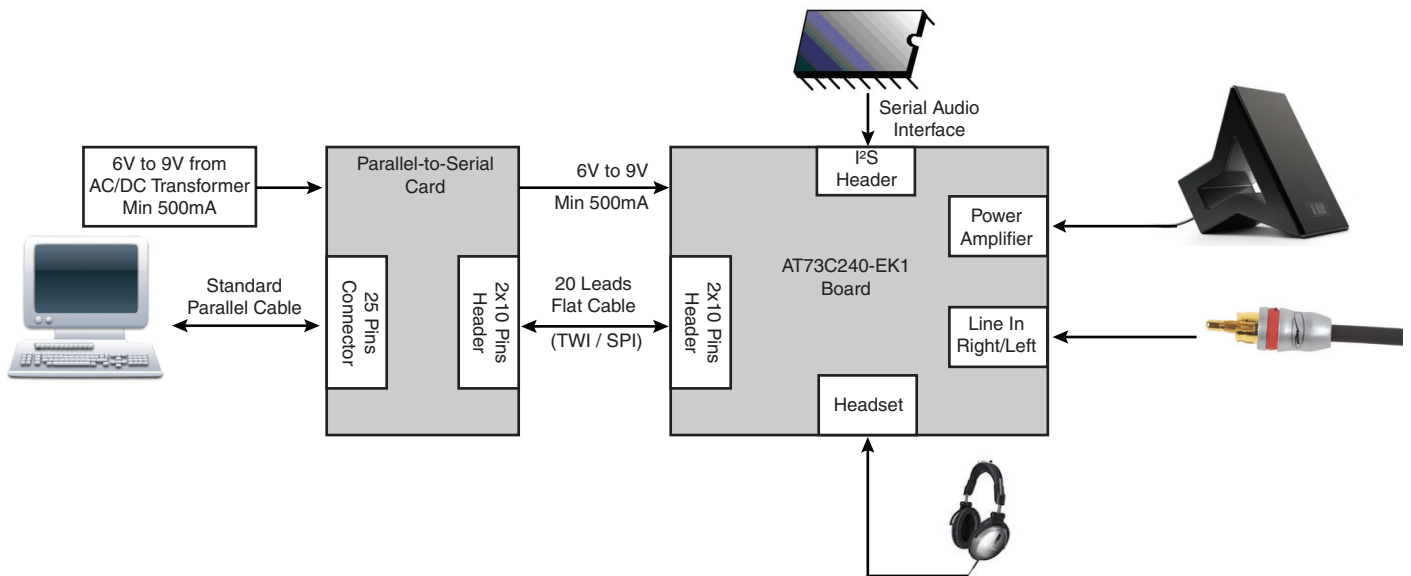 Serial Audio
Interface
6V to 9V from
AC/DC Transformer
Min 500mA
Parallel-to-Serial
Card
6V to 9V
Min 500mA
I²S
Header
Power
Amplifier
AT73C240-EK1
Board
Standard
Parallel Cable
25 Pins
Connector
2x10 Pins
Header
20 Leads
Flat Cable
(TWI / SPI)
2x10 Pins
Header
Line In
Right/Left
Headset